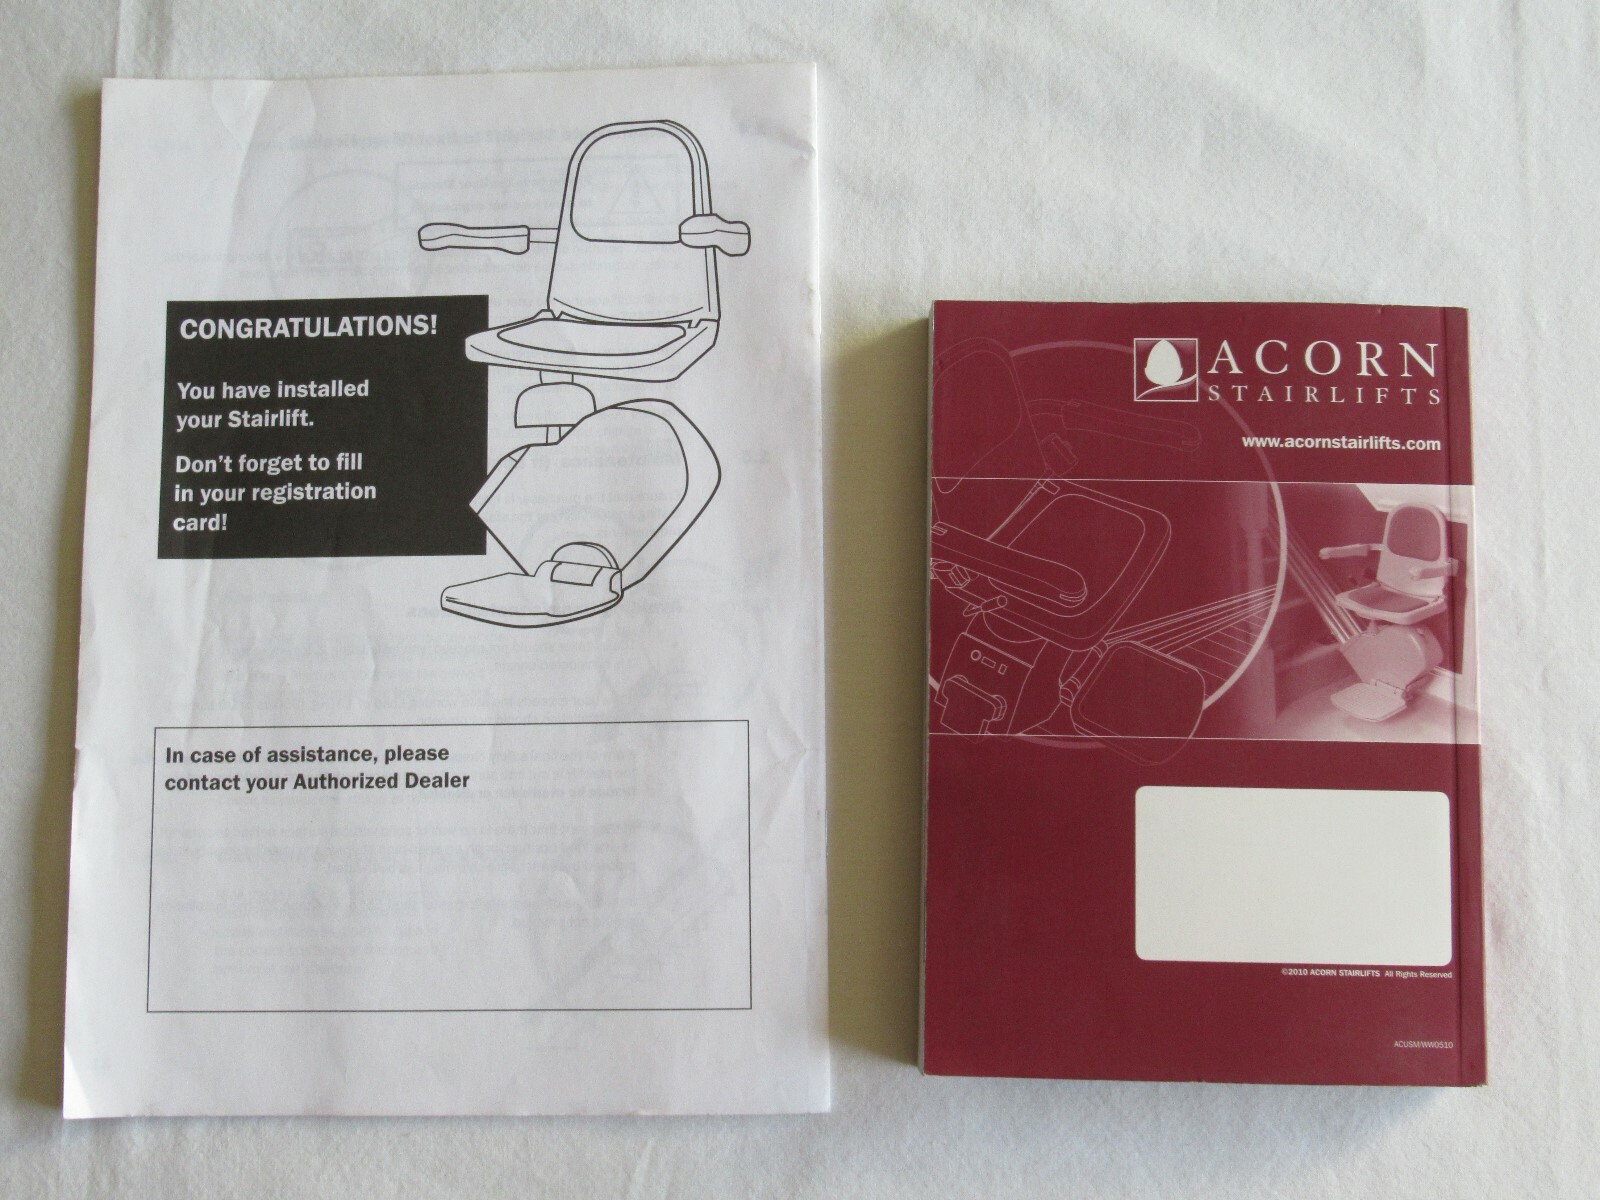 CONGRATULATIONS!
You have installed
your Stairlift.
Don't forget to fill
in your registration
card!
In case of assistance, please
contact your Authorized Dealer
ACORN
STAIRLIFTS
www.acornstairlifts.com
©2010 ACORN STAIRLIFTS All Rights Reserved
ACUSM/WW0510